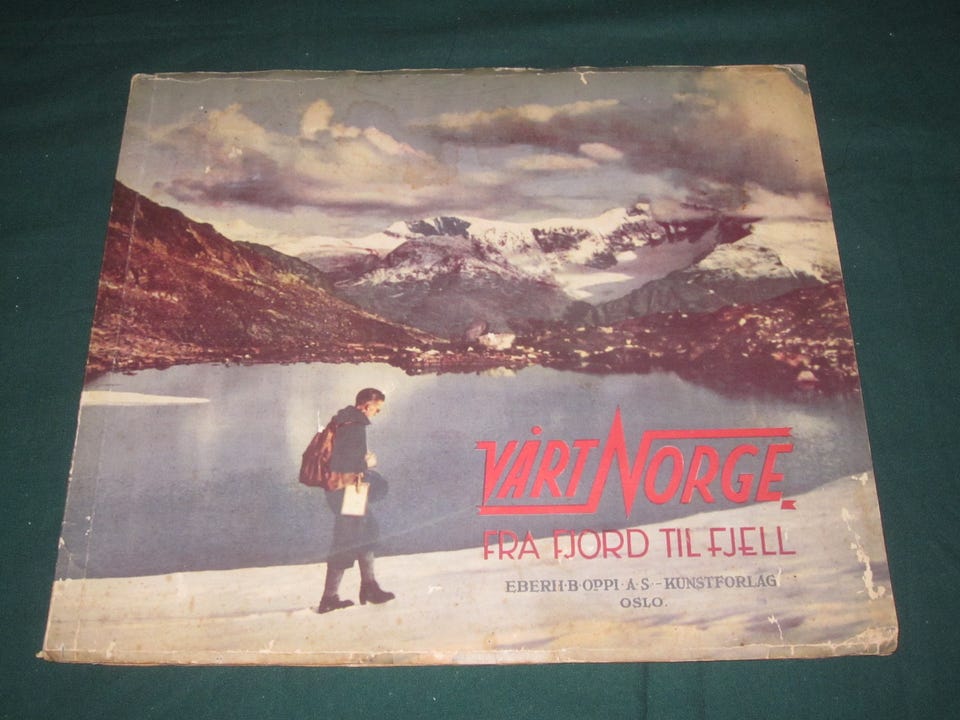 VÅRT NORGE
FRA FJORD TIL FJELL
EBERH·B·OPPI·A·S·-KUNSTFORLAG
OSLO.